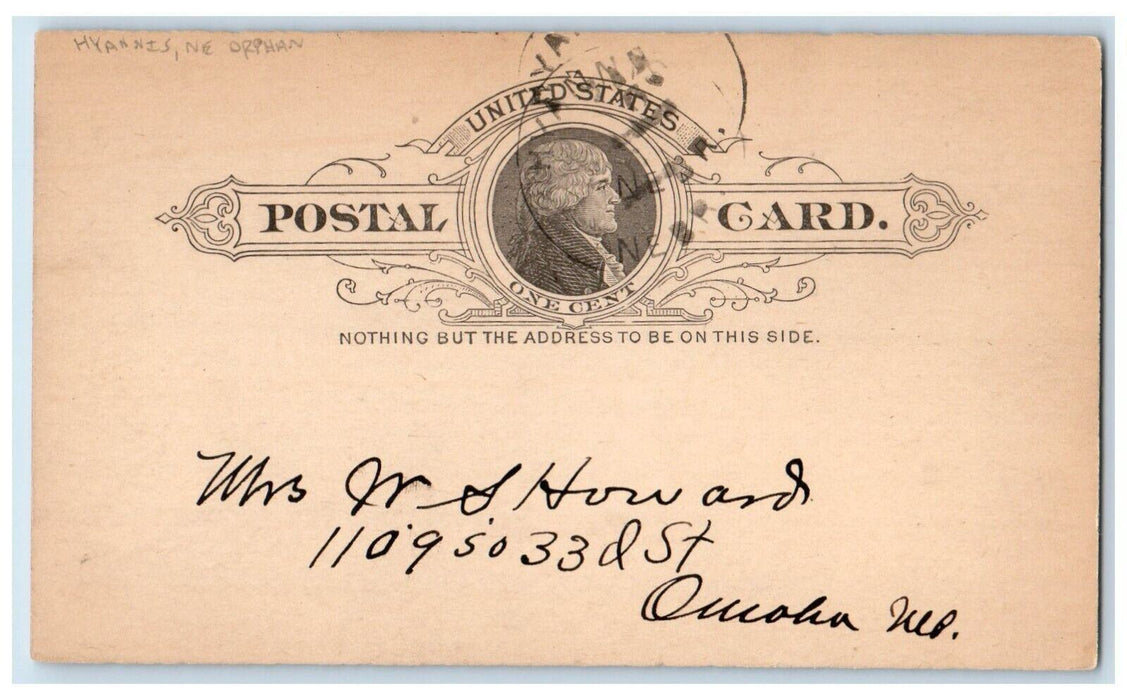 HYANNIS, NE ORPHAN
UNITED STATES
POSTAL CARD.
ONE CENT
NOTHING BUT THE ADDRESS TO BE ON THIS SIDE.
Mrs W S Howard
1109 So 33d St
Omaha Neb.